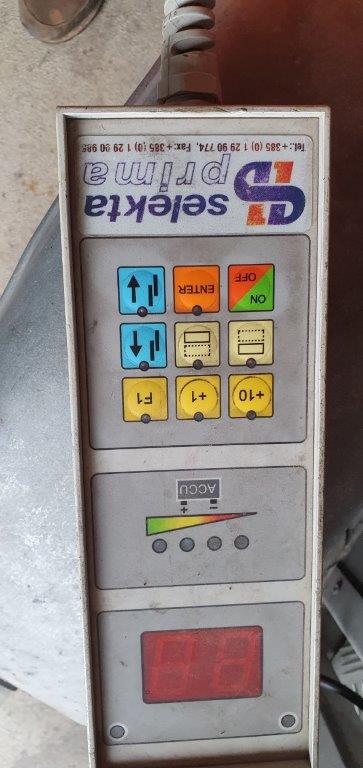 - +
ACCU
+10 +1 F1
ON
OFF
ENTER
selekta
prima
Tel.:+ 385 (0) 1 29 90 774, Fax:+ 385 (0) 1 29 90 985